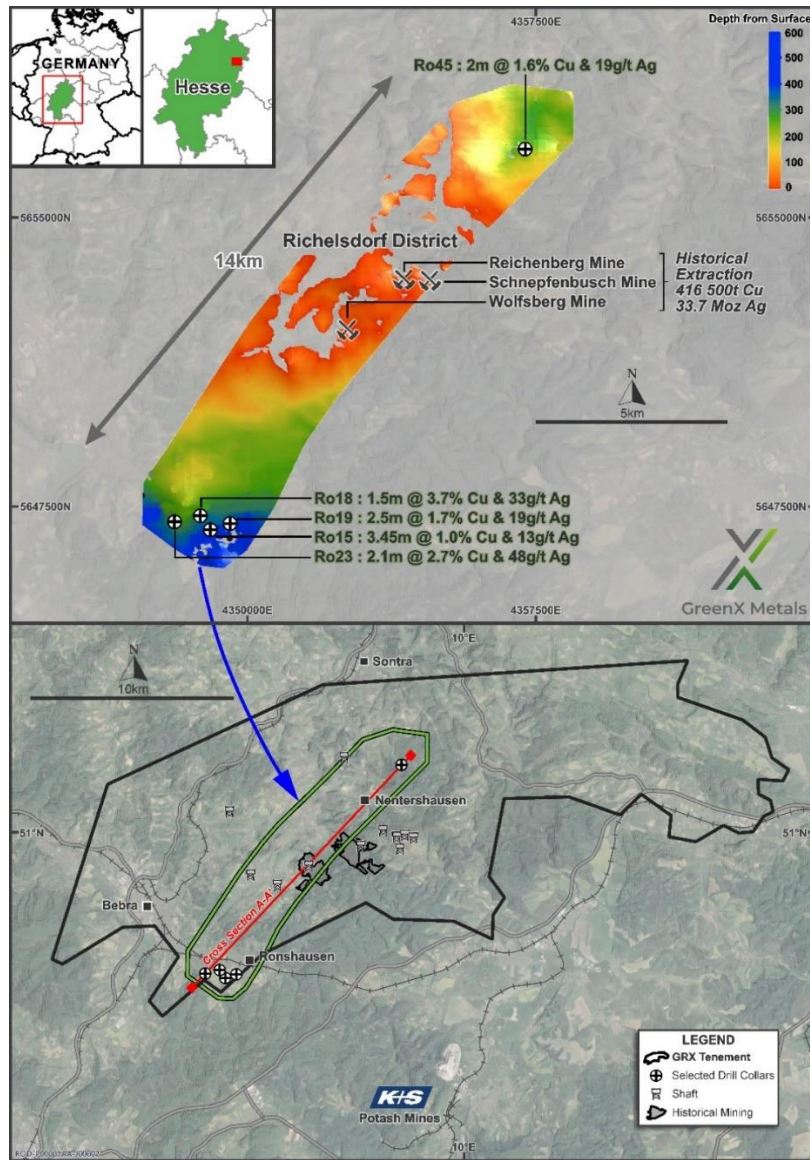 GERMANY
Hesse
4357500
Depth from Surface
600
500
400
300
200
100
0
Ro45 : 2m @ 1.6% Cu & 19g/t Ag
5655000N
5655000N
14km
Richelsdorf District
Reichenberg Mine
Schnepfenbusch Mine
Wolfsberg Mine
Historical
Extraction
416 500t Cu
33.7 Moz Ag
N
5km
5647500N
5647500N
Ro18 : 1.5m @ 3.7% Cu & 33g/t Ag
Ro19 : 2.5m @ 1.7% Cu & 19g/t Ag
Ro15 : 3.45m @ 1.0% Cu & 13g/t Ag
Ro23 : 2.1m @ 2.7% Cu & 48g/t Ag
GreenX Metals
4350000
4357500
N
10km
10°E
Sontra
Nentershausen
51°N
51°N
Bebra
Cross Section A-A'
Ronshausen
LEGEND
GRX Tenement
Selected Drill Collars
Shaft
Historical Mining
K+S
Potash Mines
10°E